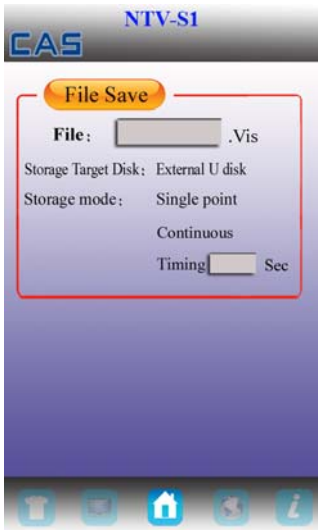 NTV-S1
CAS
File Save
File: .Vis
Storage Target Disk: External U disk
Storage mode: Single point
Continuous
Timing Sec
i